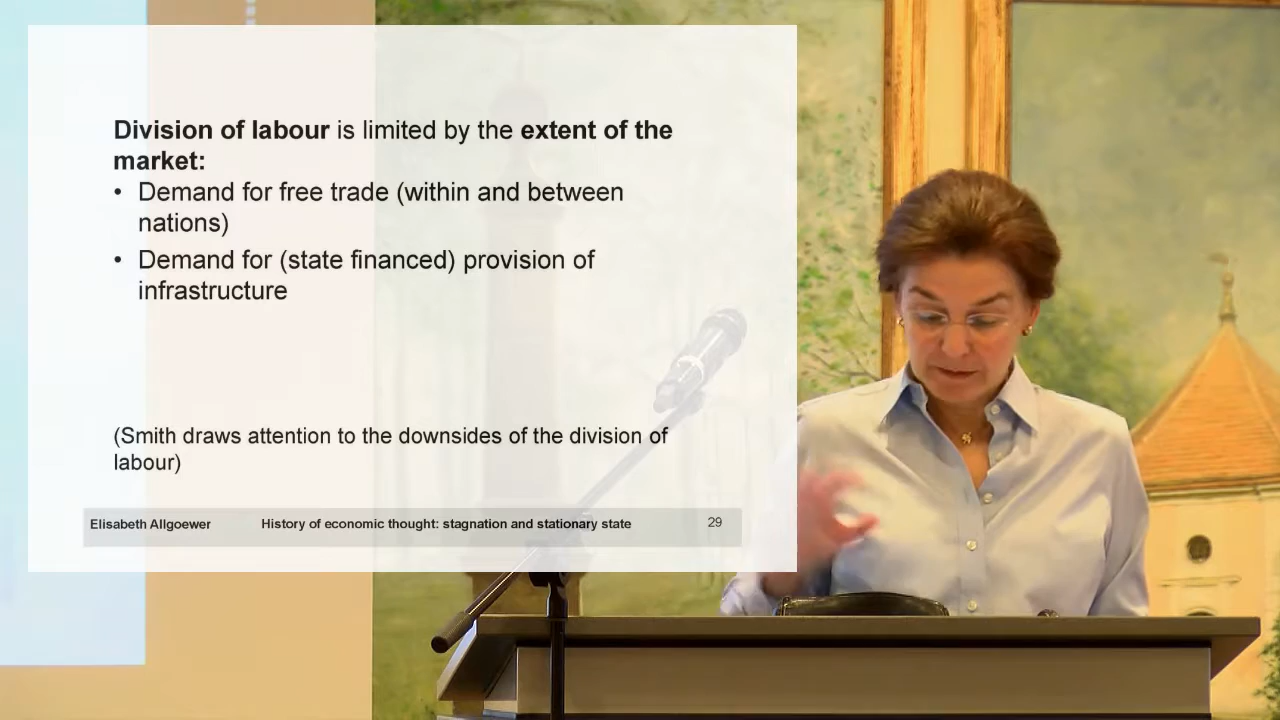 Division of labour is limited by the extent of the
market:
• Demand for free trade (within and between
nations)
• Demand for (state financed) provision of
infrastructure
(Smith draws attention to the downsides of the division of
labour)
Elisabeth Allgoewer History of economic thought: stagnation and stationary state 29